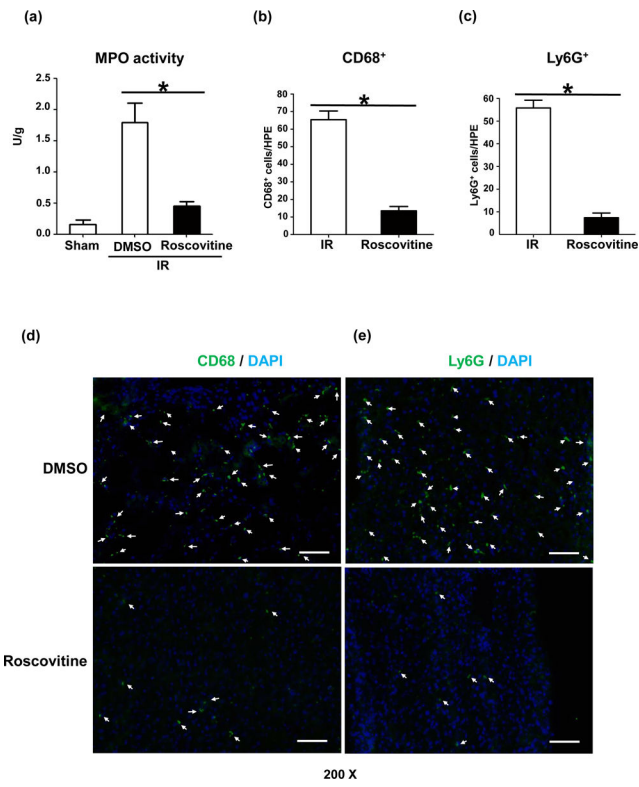 (a)
MPO activity
*
2.5
2.0
1.5
1.0
0.5
0.0
U/g
Sham
DMSO
Roscovitine
IR
(b)
CD68⁺
*
80
70
60
50
40
30
20
10
0
CD68⁺ cells/HPE
IR
Roscovitine
(c)
Ly6G⁺
*
60
50
40
30
20
10
0
Ly6G⁺ cells/HPE
IR
Roscovitine
(d)
CD68 / DAPI
(e)
Ly6G / DAPI
DMSO
Roscovitine
200 X